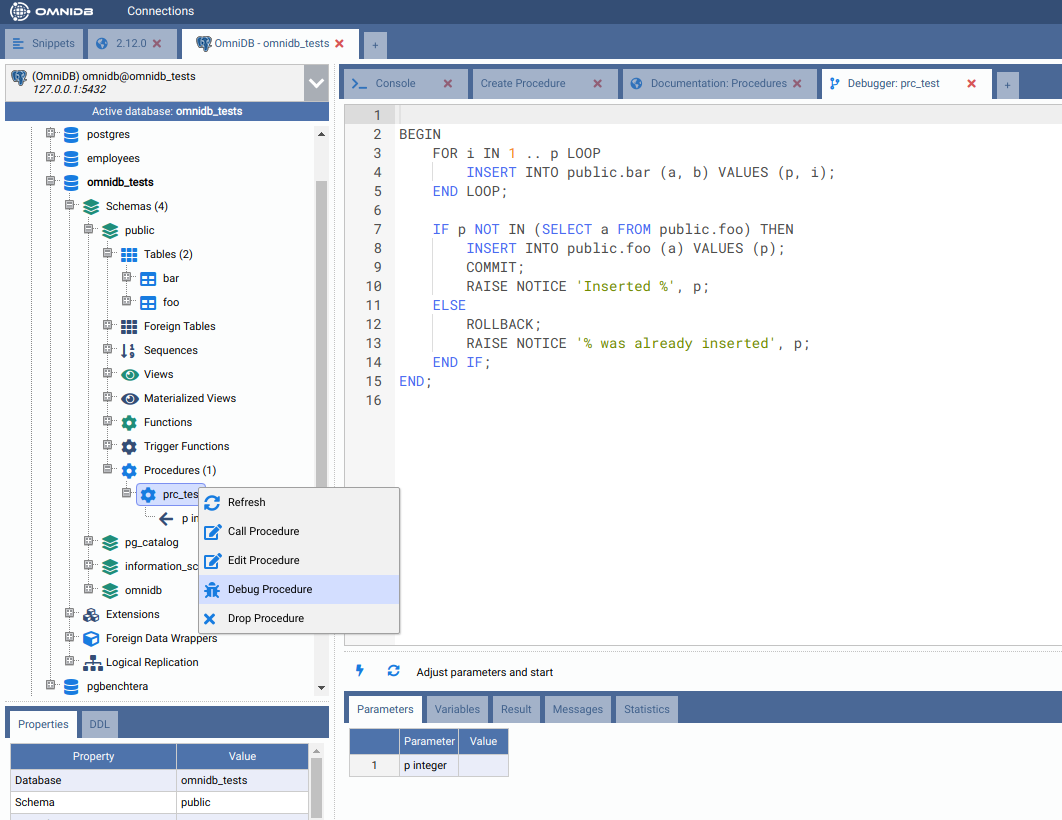 OMNIDB Connections
Snippets 2.12.0 OmniDB - omnidb_tests +
(OmniDB) omnidb@omnidb_tests
127.0.0.1:5432
Active database: omnidb_tests
postgres
employees
omnidb_tests
Schemas (4)
public
Tables (2)
bar
foo
Foreign Tables
Sequences
Views
Materialized Views
Functions
Trigger Functions
Procedures (1)
prc_tes
p in
pg_catalog
information_sc
omnidb
Extensions
Foreign Data Wrappers
Logical Replication
pgbenchtera
Refresh
Call Procedure
Edit Procedure
Debug Procedure
Drop Procedure
Properties DDL
Property Value
Database omnidb_tests
Schema public
Console Create Procedure Documentation: Procedures Debugger: prc_test +
1
2 BEGIN
3 FOR i IN 1 .. p LOOP
4 INSERT INTO public.bar (a, b) VALUES (p, i);
5 END LOOP;
6
7 IF p NOT IN (SELECT a FROM public.foo) THEN
8 INSERT INTO public.foo (a) VALUES (p);
9 COMMIT;
10 RAISE NOTICE 'Inserted %', p;
11 ELSE
12 ROLLBACK;
13 RAISE NOTICE '% was already inserted', p;
14 END IF;
15 END;
16
Adjust parameters and start
Parameters Variables Result Messages Statistics
Parameter Value
1 p integer